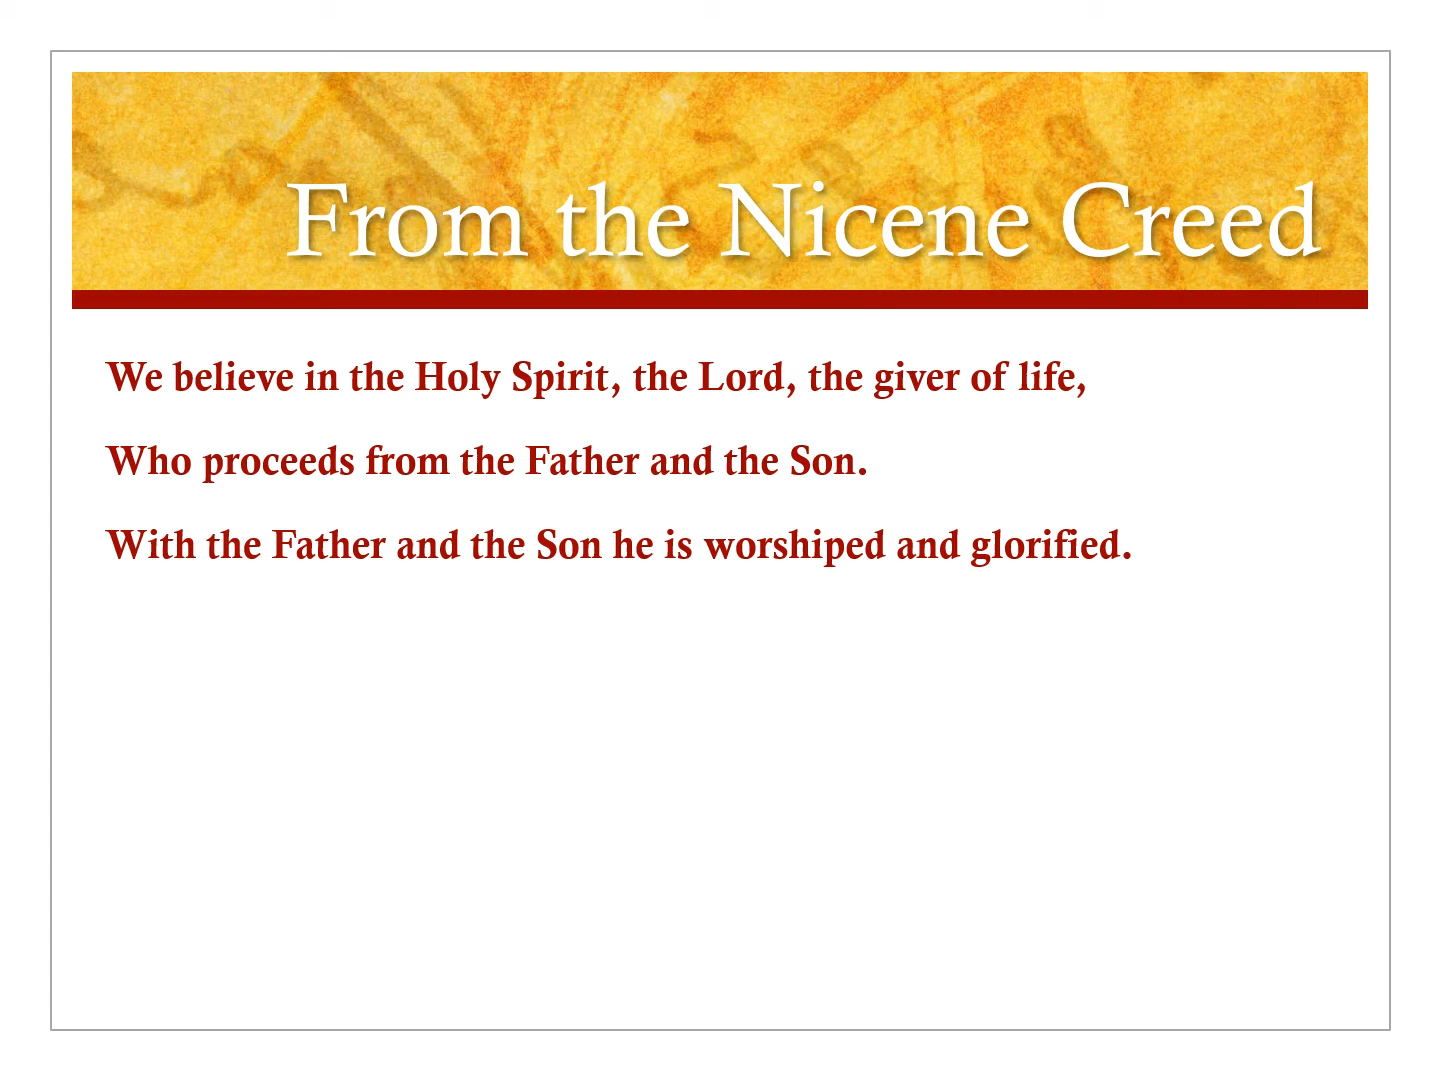 From the Nicene Creed
We believe in the Holy Spirit, the Lord, the giver of life,
Who proceeds from the Father and the Son.
With the Father and the Son he is worshiped and glorified.